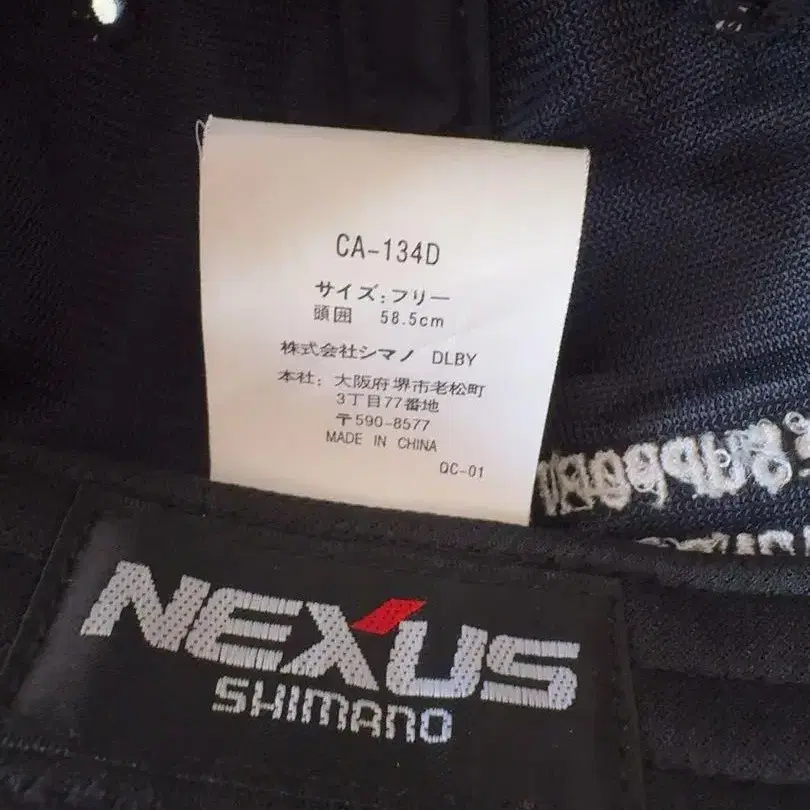 CA-134D
サイズ:フリー
頭囲 58.5cm
株式会社シマノ DLBY
本社: 大阪府堺市老松町
3丁目77番地
〒590-8577
MADE IN CHINA
QC-01
NEXUS
SHIMANO